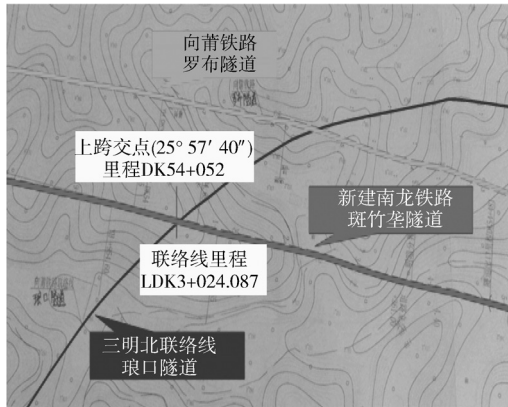 向莆铁路
罗布隧道
上跨交点(25° 57′ 40″)
里程DK54+052
新建南龙铁路
斑竹垄隧道
联络线里程
LDK3+024.087
三明北联络线
琅口隧道